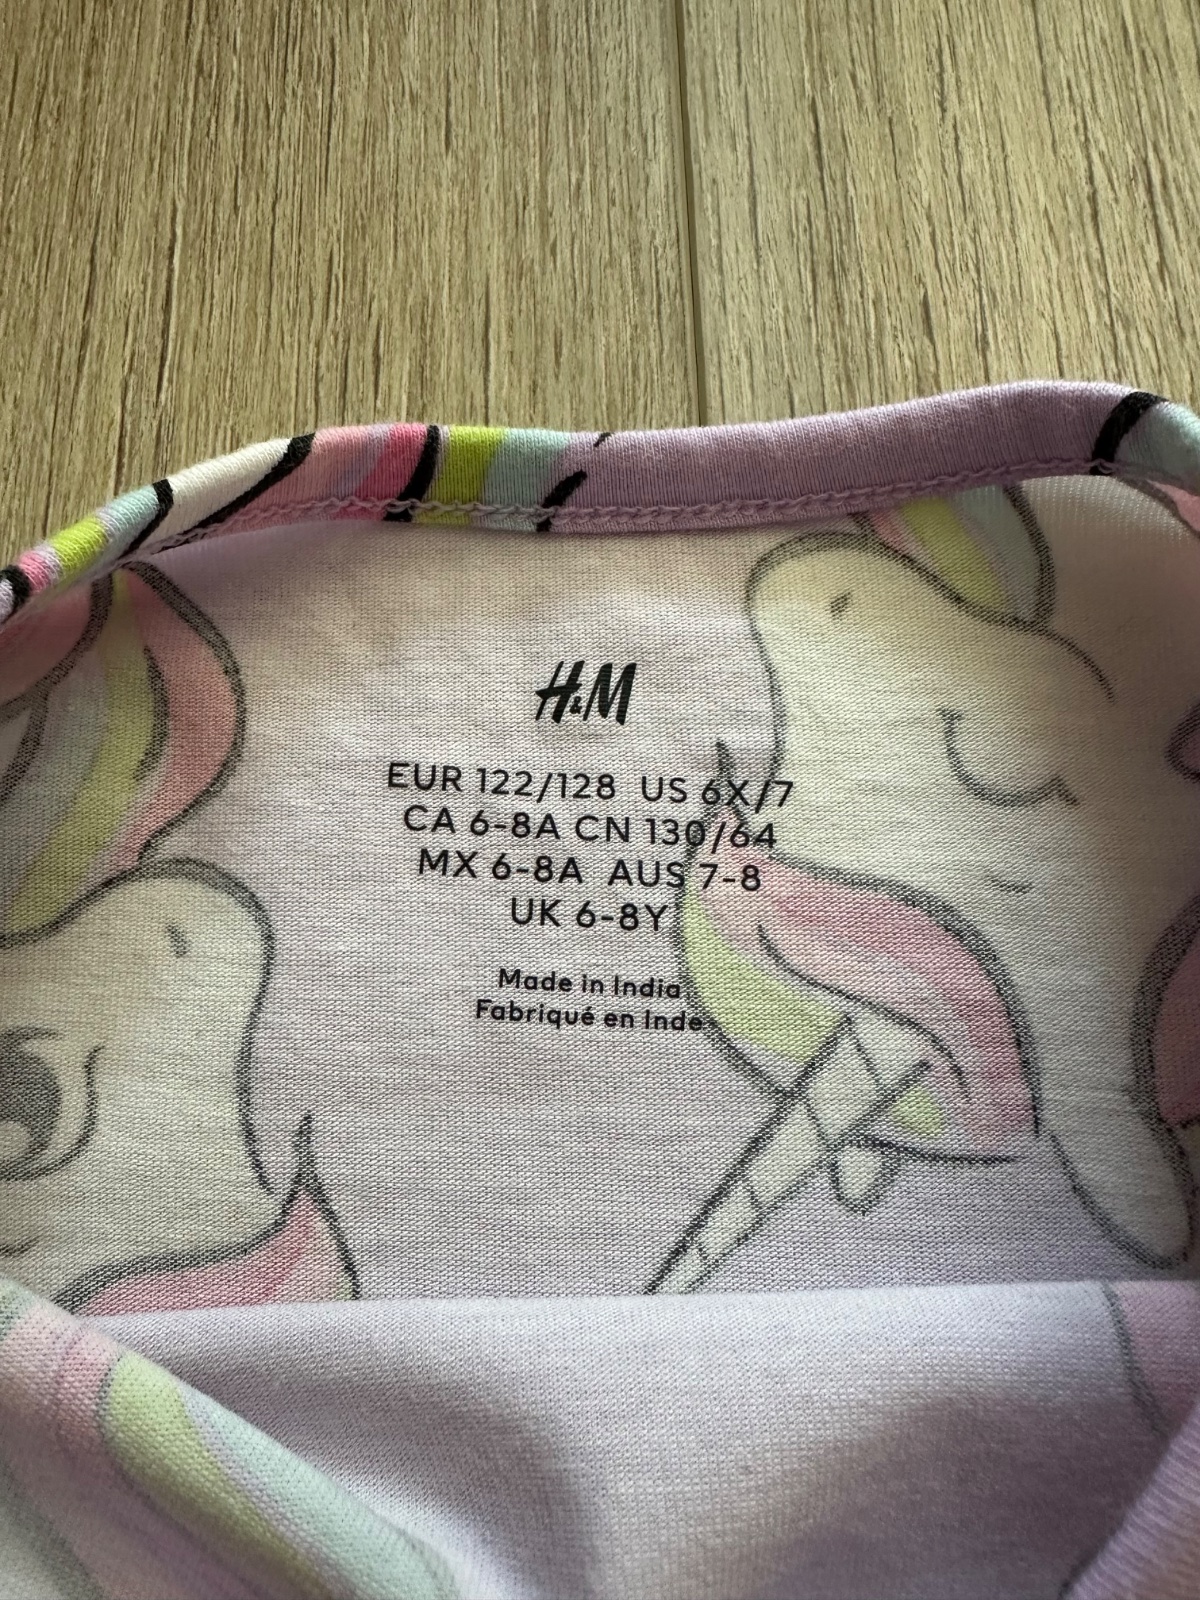 H&M
EUR 122/128 US 6X/7
CA 6-8A CN 130/64
MX 6-8A AUS 7-8
UK 6-8Y
Made in India
Fabriqué en Inde